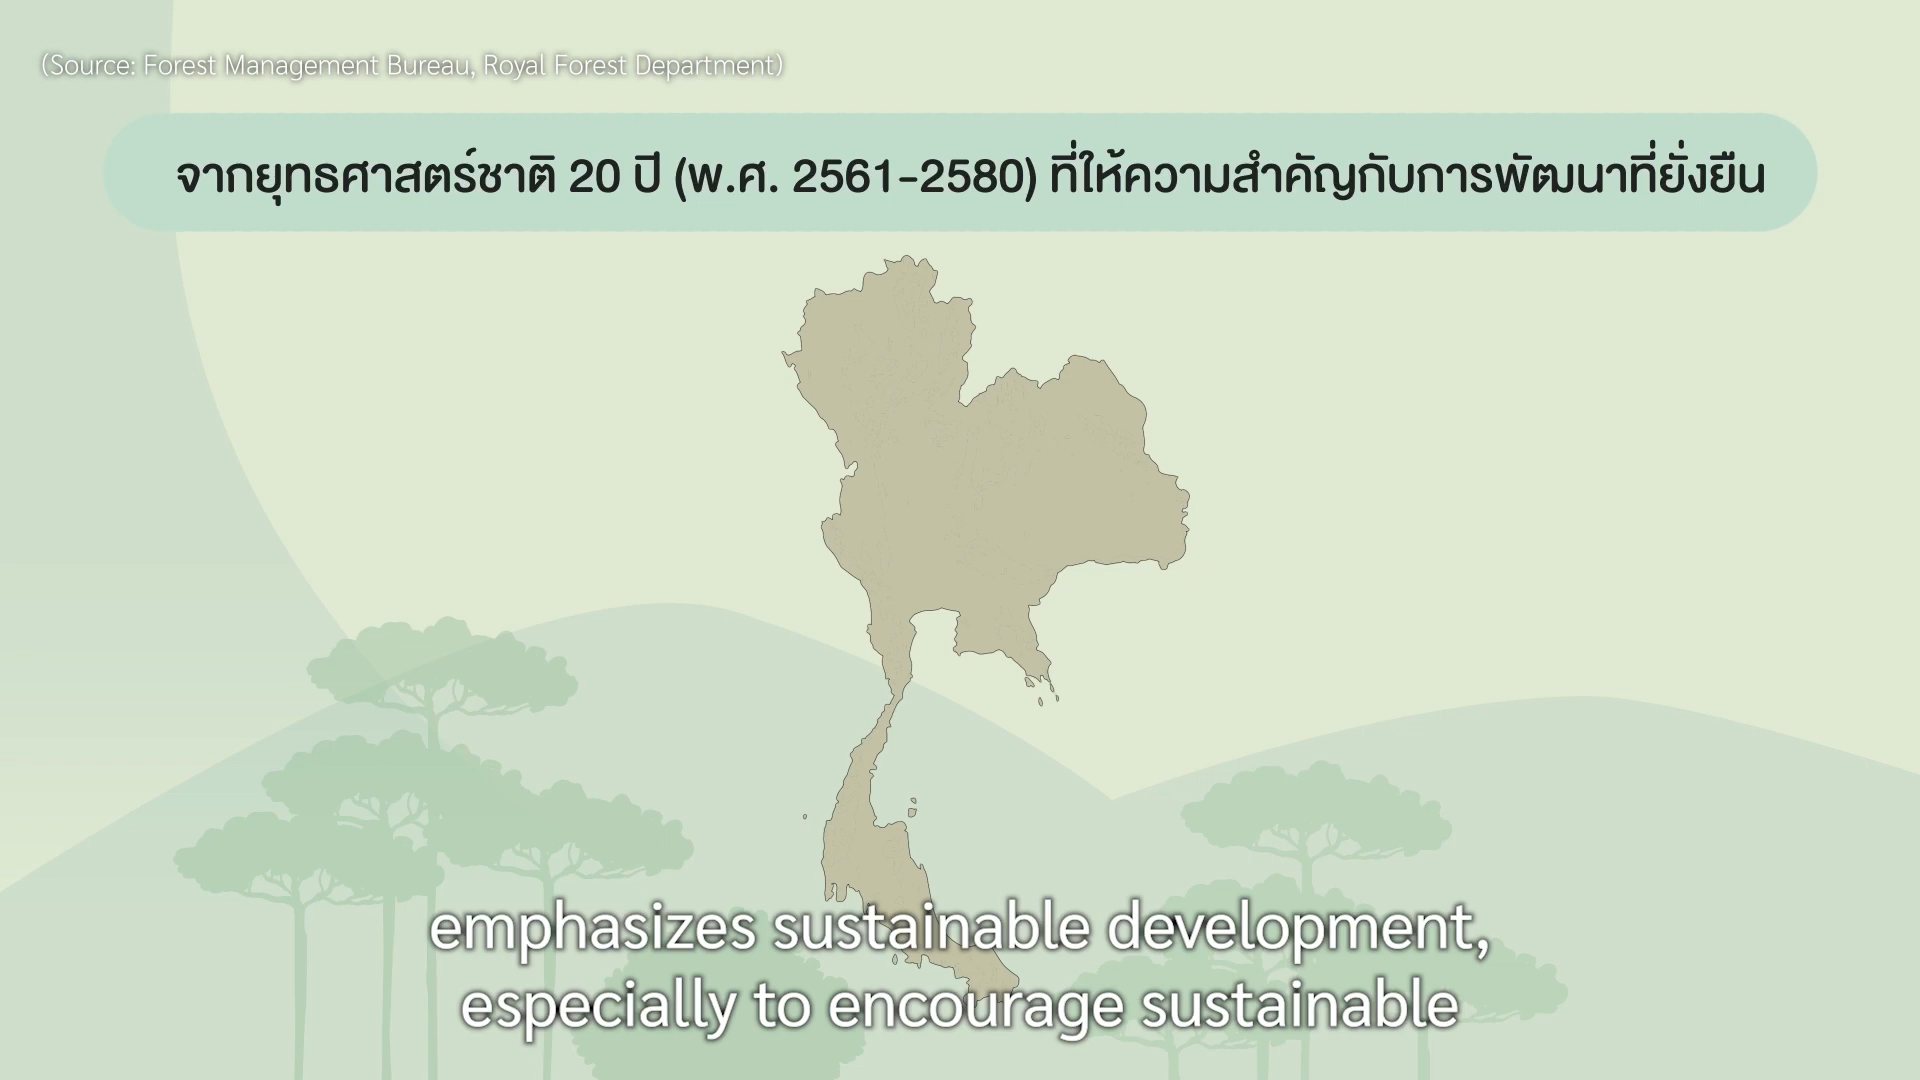 (Source: Forest Management Bureau, Royal Forest Department)
จากยุทธศาสตร์ชาติ 20 ปี (พ.ศ. 2561-2580) ที่ให้ความสำคัญกับการพัฒนาที่ยั่งยืน
emphasizes sustainable development,
especially to encourage sustainable